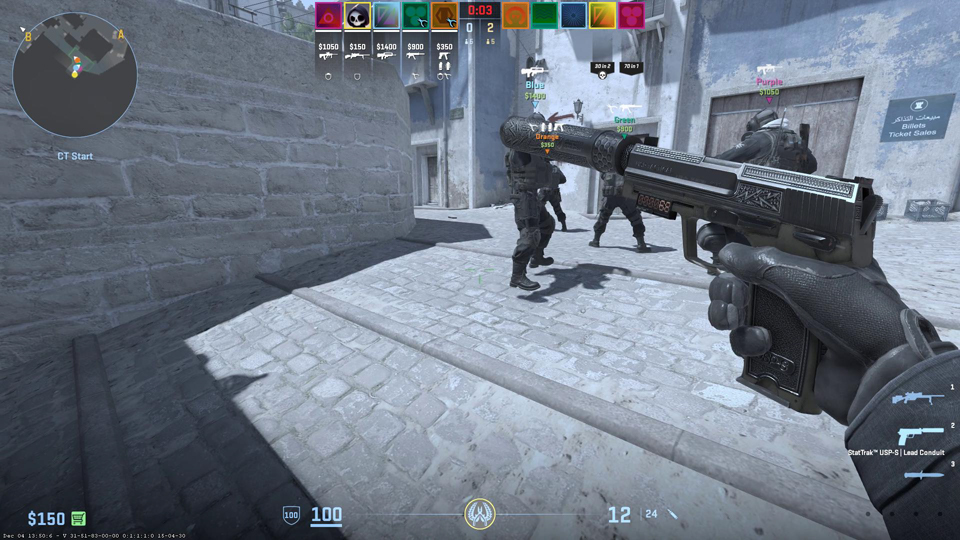 B
A
CT Start
0:03
0
2
5
5
$1050
$150
$1400
$900
$350
30 in 2
70 in 1
Blue
$1400
Green
$900
Orange
$350
Purple
$1050
مبيعات التذاكر
Billets
Ticket Sales
1
2
StatTrak™ USP-S | Lead Conduit
3
$150
100
100
12
24